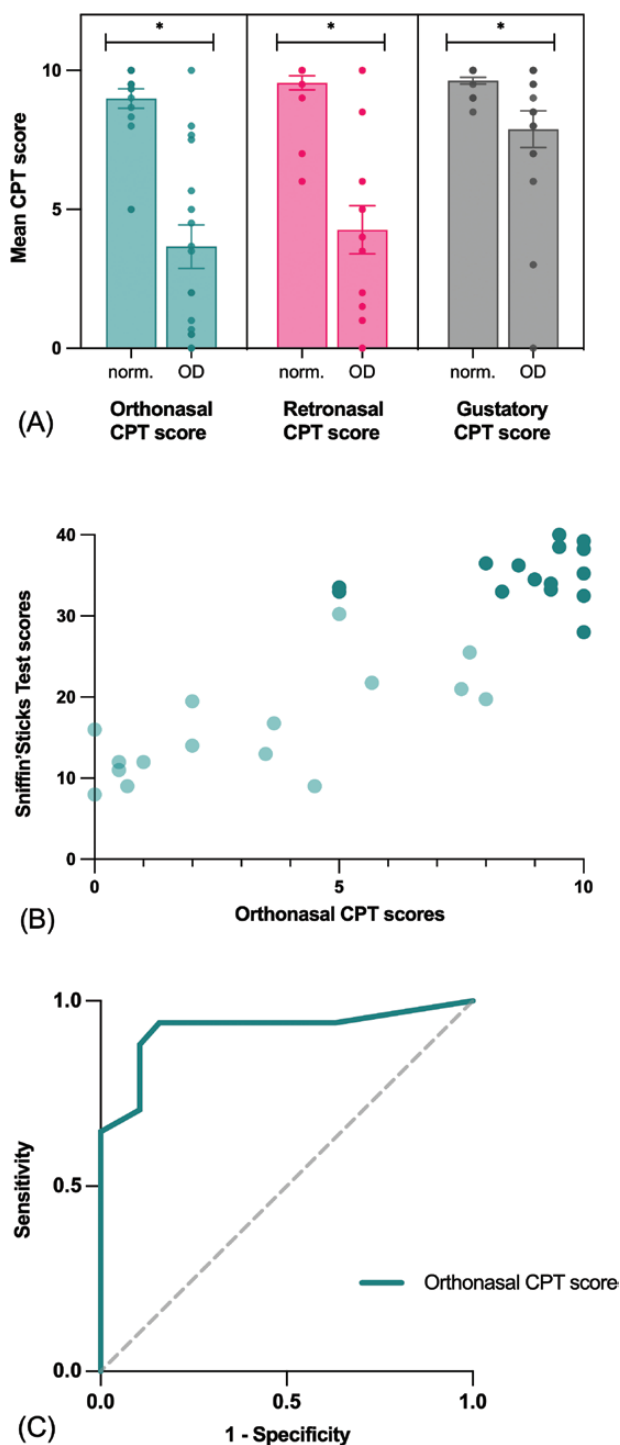 * * *
10
5
0
Mean CPT score
norm. OD norm. OD norm. OD
Orthonasal
CPT score
Retronasal
CPT score
Gustatory
CPT score
(A)
40
30
20
10
0
Sniffin'Sticks Test scores
0 5 10
Orthonasal CPT scores
(B)
1.0
0.5
0.0
Sensitivity
Orthonasal CPT score
0.0 0.5 1.0
1 - Specificity
(C)